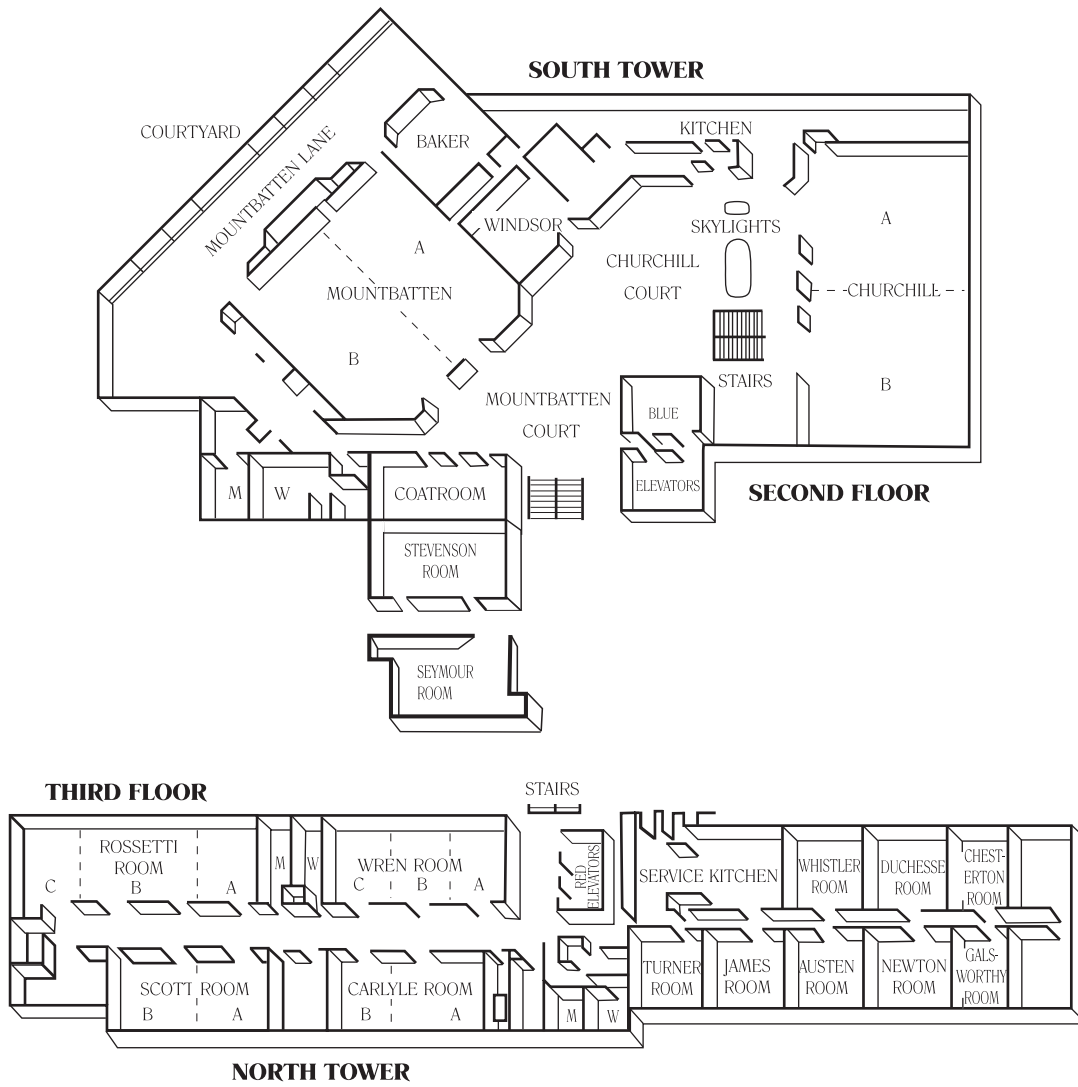 SOUTH TOWER
COURTYARD
KITCHEN
BAKER
MOUNTBATTEN LANE
A
WINDSOR
SKYLIGHTS
A
CHURCHILL
COURT
MOUNTBATTEN
CHURCHILL
B
STAIRS
B
MOUNTBATTEN
COURT
BLUE
ELEVATORS
M
W
COATROOM
SECOND FLOOR
STEVENSON
ROOM
SEYMOUR
ROOM
THIRD FLOOR
STAIRS
ROSSETTI
ROOM
C
B
A
M
W
WREN ROOM
C
B
A
RED
ELEVATORS
SERVICE KITCHEN
WHISTLER
ROOM
DUCHESSE
ROOM
CHEST-
ERTON
ROOM
SCOTT ROOM
B
A
CARLYLE ROOM
B
A
M
W
TURNER
ROOM
JAMES
ROOM
AUSTEN
ROOM
NEWTON
ROOM
GALS-
WORTHY
ROOM
NORTH TOWER